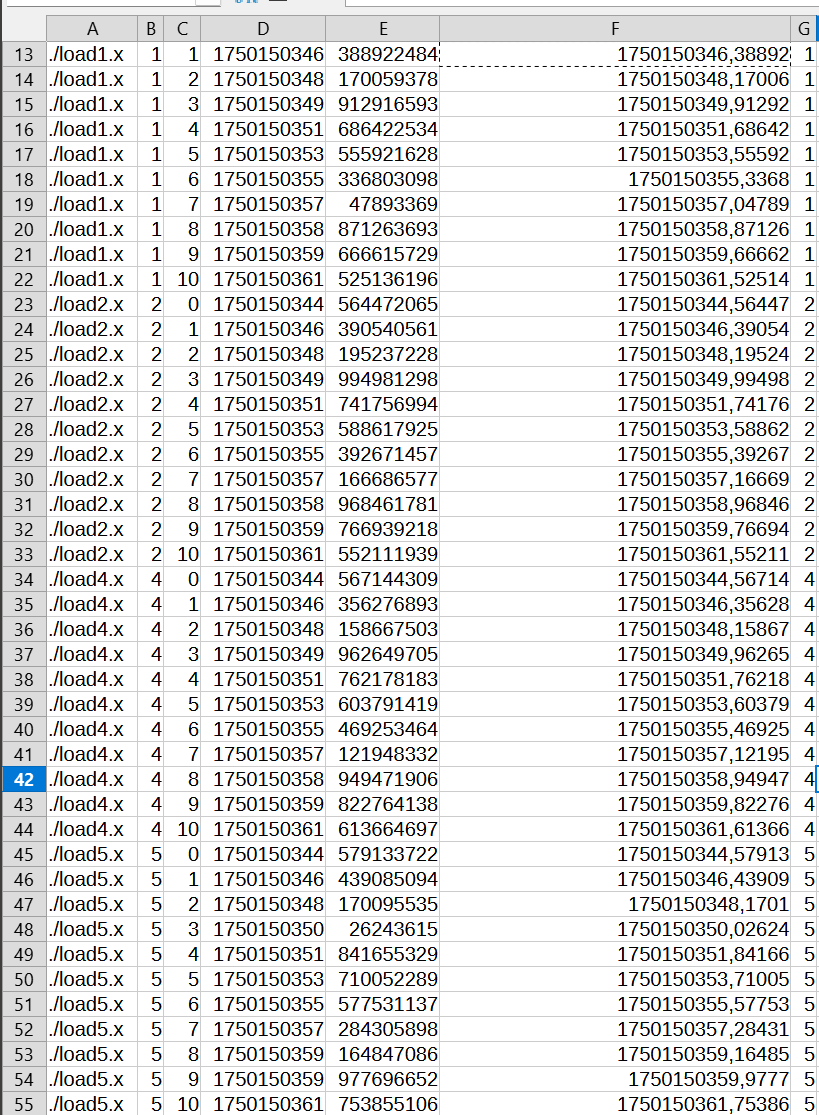 A B C D E F G
13 ./load1.x 1 1 1750150346 388922484 1750150346,38892 1
14 ./load1.x 1 2 1750150348 170059378 1750150348,17006 1
15 ./load1.x 1 3 1750150349 912916593 1750150349,91292 1
16 ./load1.x 1 4 1750150351 686422534 1750150351,68642 1
17 ./load1.x 1 5 1750150353 555921628 1750150353,55592 1
18 ./load1.x 1 6 1750150355 336803098 1750150355,3368 1
19 ./load1.x 1 7 1750150357 47893369 1750150357,04789 1
20 ./load1.x 1 8 1750150358 871263693 1750150358,87126 1
21 ./load1.x 1 9 1750150359 666615729 1750150359,66662 1
22 ./load1.x 1 10 1750150361 525136196 1750150361,52514 1
23 ./load2.x 2 0 1750150344 564472065 1750150344,56447 2
24 ./load2.x 2 1 1750150346 390540561 1750150346,39054 2
25 ./load2.x 2 2 1750150348 195237228 1750150348,19524 2
26 ./load2.x 2 3 1750150349 994981298 1750150349,99498 2
27 ./load2.x 2 4 1750150351 741756994 1750150351,74176 2
28 ./load2.x 2 5 1750150353 588617925 1750150353,58862 2
29 ./load2.x 2 6 1750150355 392671457 1750150355,39267 2
30 ./load2.x 2 7 1750150357 166686577 1750150357,16669 2
31 ./load2.x 2 8 1750150358 968461781 1750150358,96846 2
32 ./load2.x 2 9 1750150359 766939218 1750150359,76694 2
33 ./load2.x 2 10 1750150361 552111939 1750150361,55211 2
34 ./load4.x 4 0 1750150344 567144309 1750150344,56714 4
35 ./load4.x 4 1 1750150346 356276893 1750150346,35628 4
36 ./load4.x 4 2 1750150348 158667503 1750150348,15867 4
37 ./load4.x 4 3 1750150349 962649705 1750150349,96265 4
38 ./load4.x 4 4 1750150351 762178183 1750150351,76218 4
39 ./load4.x 4 5 1750150353 603791419 1750150353,60379 4
40 ./load4.x 4 6 1750150355 469253464 1750150355,46925 4
41 ./load4.x 4 7 1750150357 121948332 1750150357,12195 4
42 ./load4.x 4 8 1750150358 949471906 1750150358,94947 4
43 ./load4.x 4 9 1750150359 822764138 1750150359,82276 4
44 ./load4.x 4 10 1750150361 613664697 1750150361,61366 4
45 ./load5.x 5 0 1750150344 579133722 1750150344,57913 5
46 ./load5.x 5 1 1750150346 439085094 1750150346,43909 5
47 ./load5.x 5 2 1750150348 170095535 1750150348,1701 5
48 ./load5.x 5 3 1750150350 26243615 1750150350,02624 5
49 ./load5.x 5 4 1750150351 841655329 1750150351,84166 5
50 ./load5.x 5 5 1750150353 710052289 1750150353,71005 5
51 ./load5.x 5 6 1750150355 577531137 1750150355,57753 5
52 ./load5.x 5 7 1750150357 284305898 1750150357,28431 5
53 ./load5.x 5 8 1750150359 164847086 1750150359,16485 5
54 ./load5.x 5 9 1750150359 977696652 1750150359,9777 5
55 ./load5.x 5 10 1750150361 753855106 1750150361,75386 5